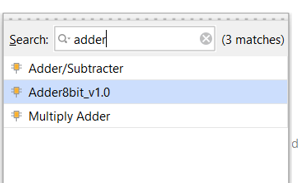 Search: adder (3 matches)
Adder/Subtracter
Adder8bit_v1.0
Multiply Adder
d